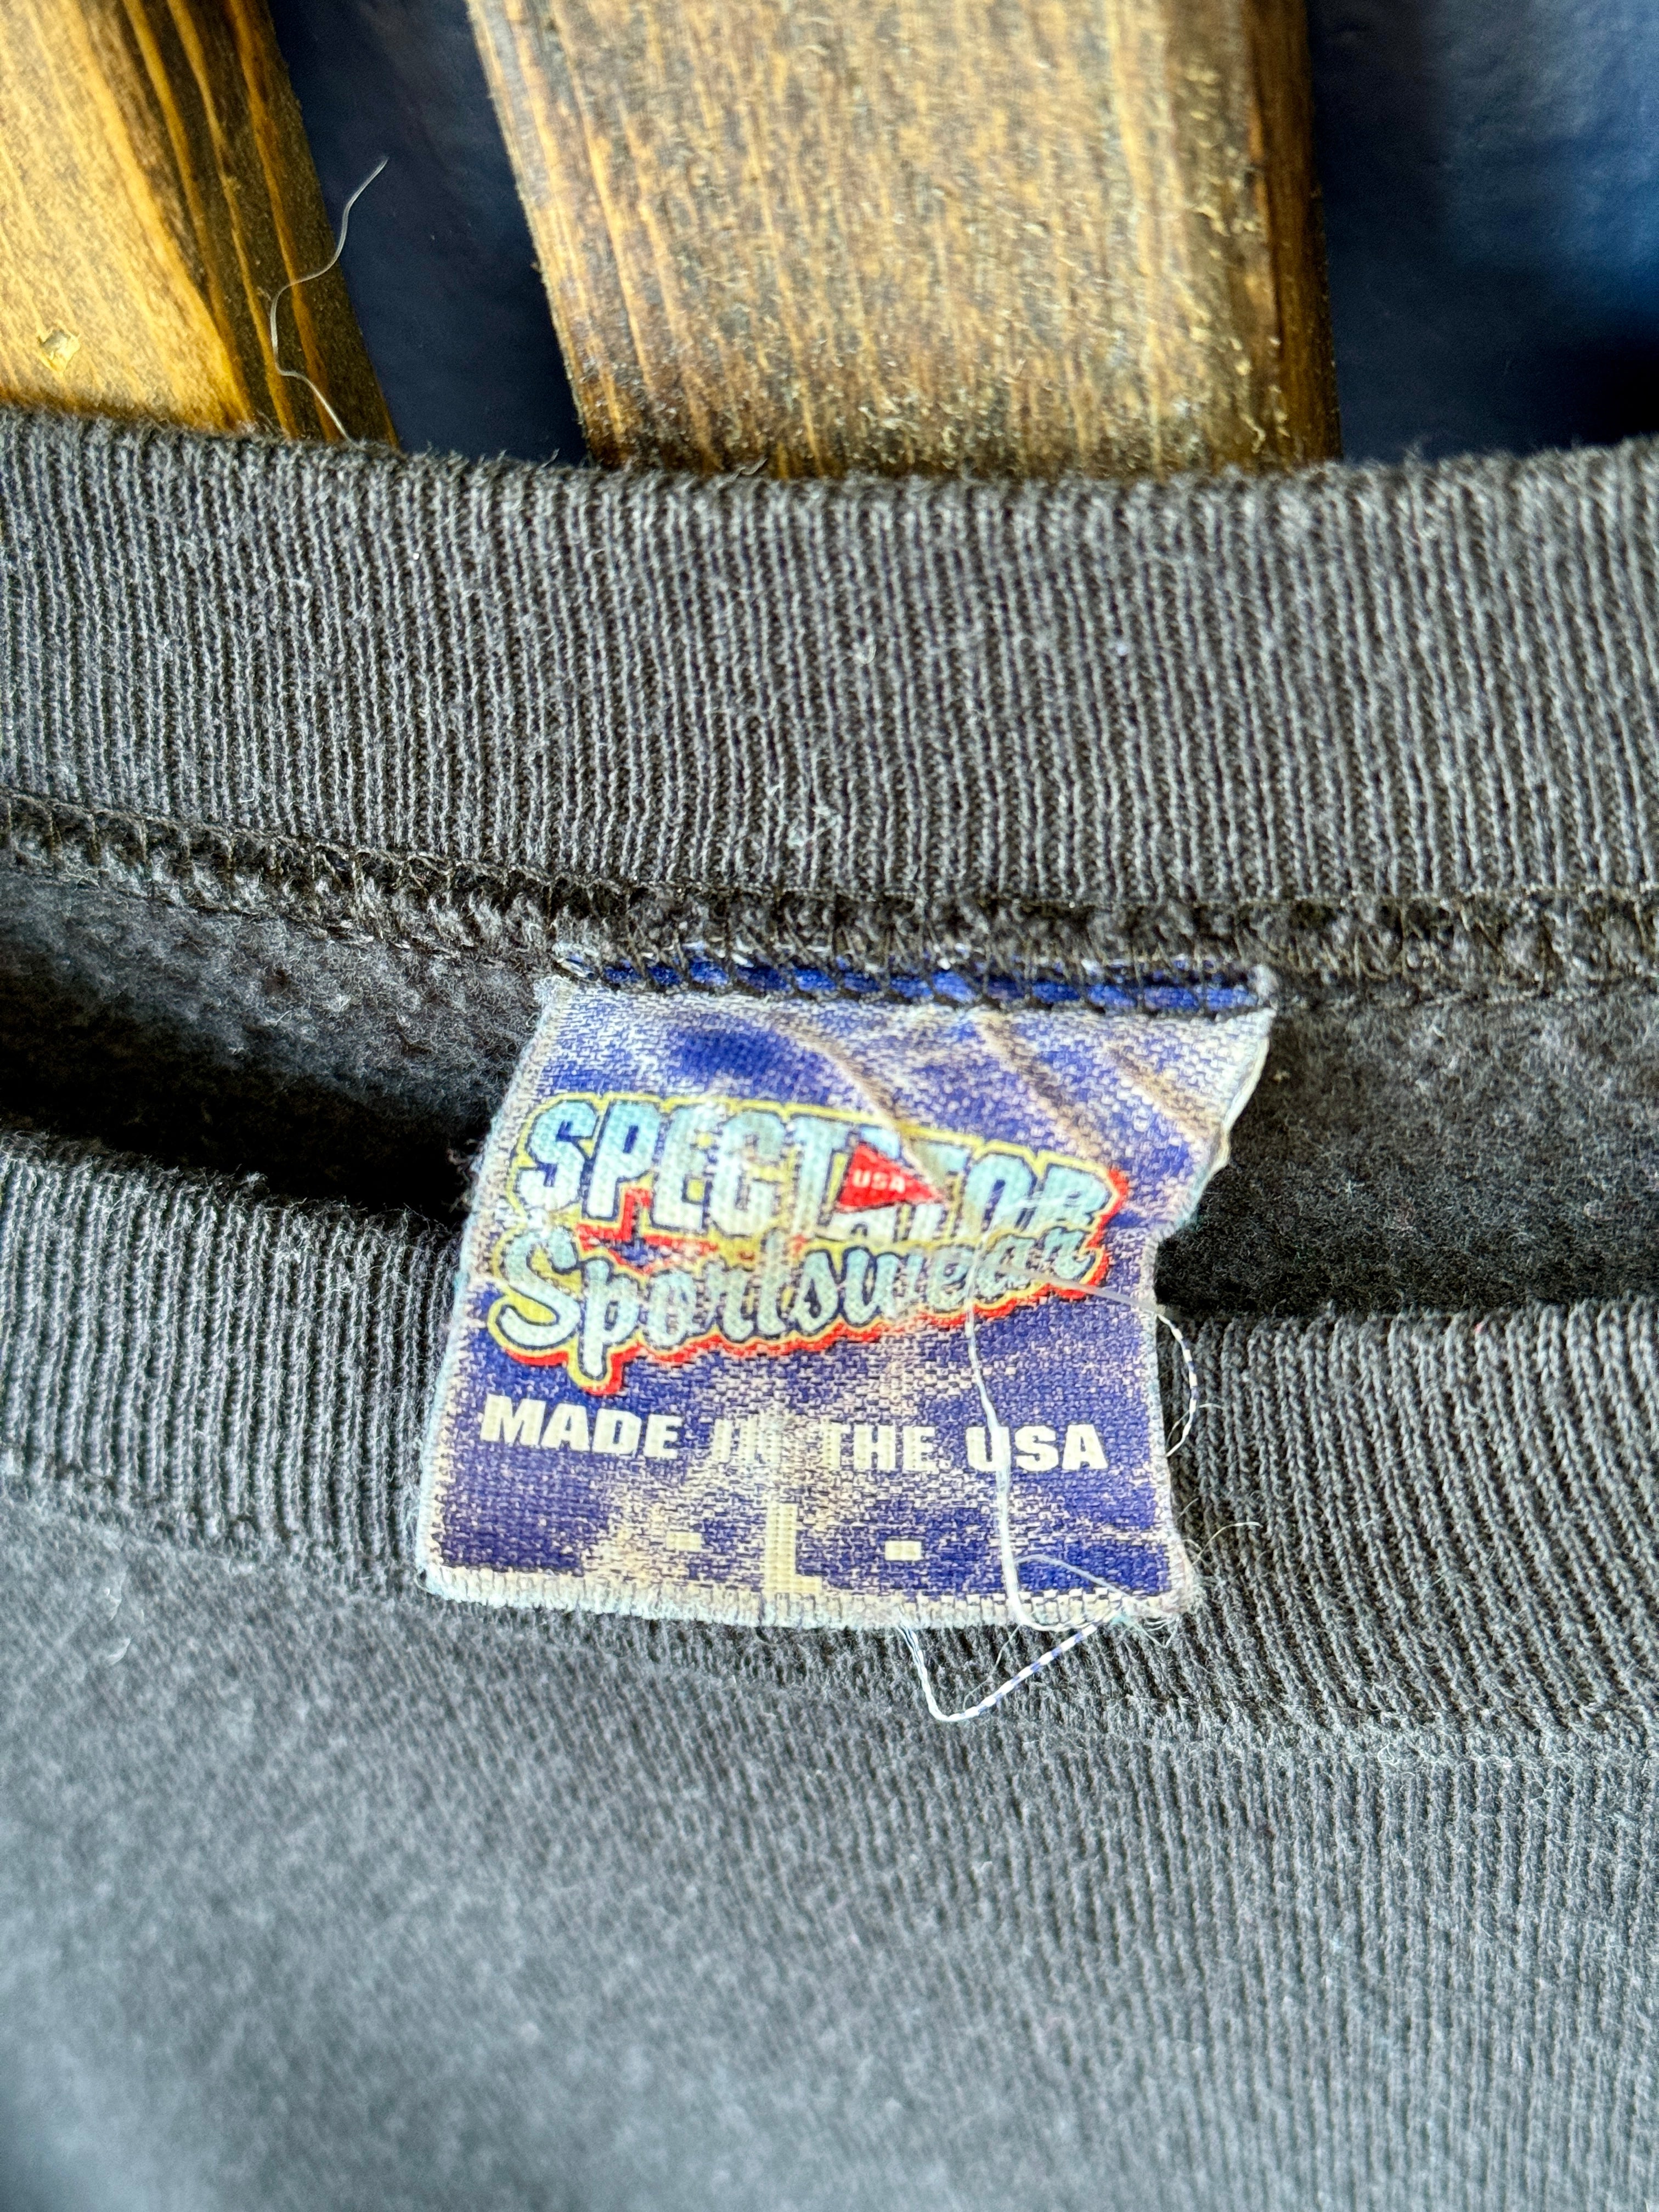 SPECTATOR
USA
Sportswear
MADE IN THE USA
- L -